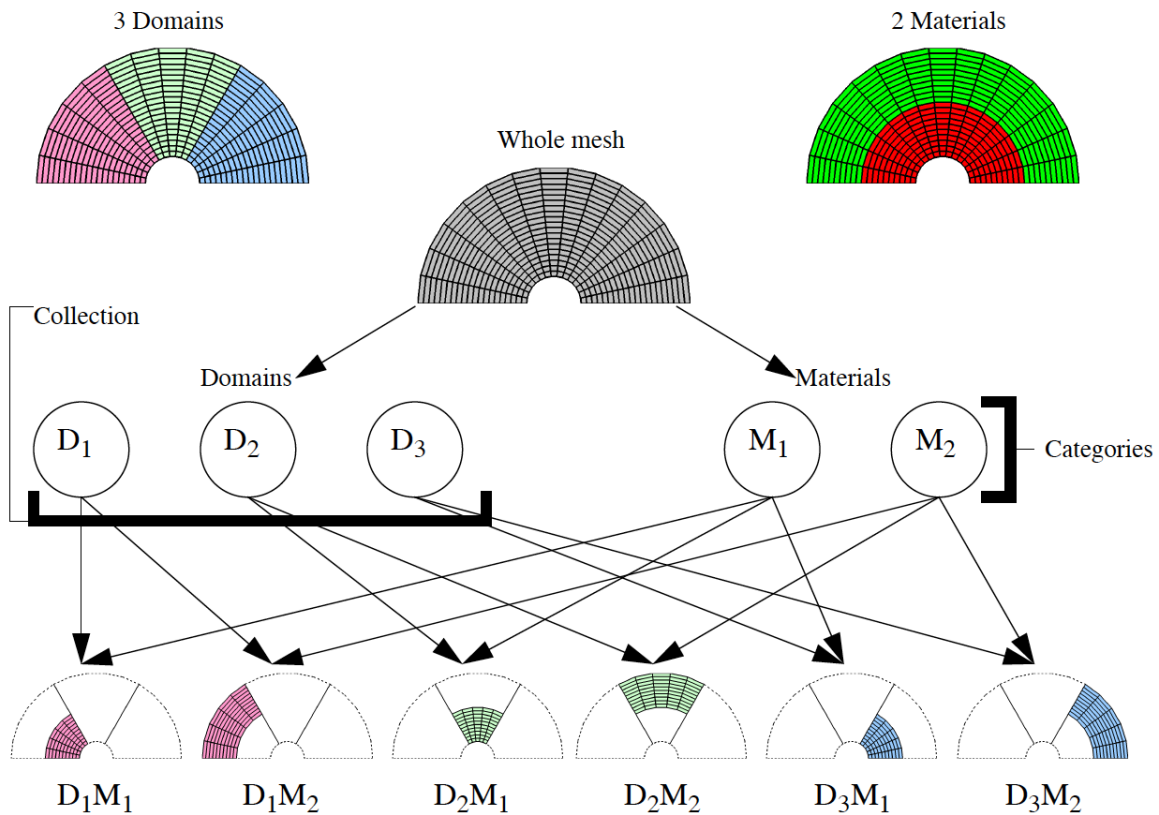 3 Domains
2 Materials
Whole mesh
Collection
Domains
Materials
D1
D2
D3
M1
M2
Categories
D1M1
D1M2
D2M1
D2M2
D3M1
D3M2